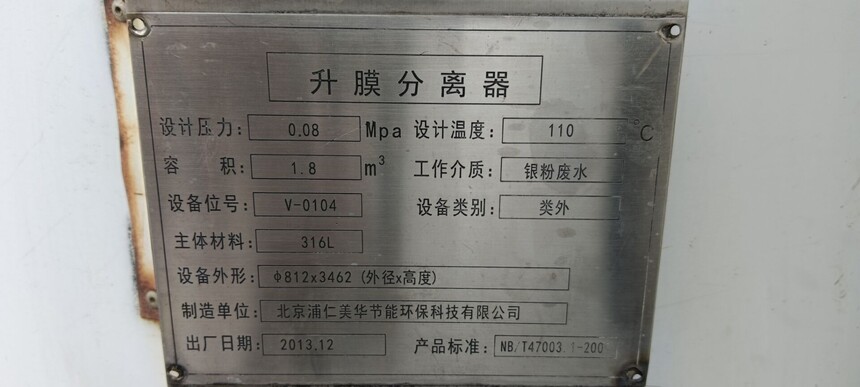 升膜分离器
设计压力: 0.08 Mpa 设计温度: 110 ℃
容 积: 1.8 m³ 工作介质: 银粉废水
设备位号: V-0104 设备类别: 类外
主体材料: 316L
设备外形: φ812x3462 (外径x高度)
制造单位: 北京浦仁美华节能环保科技有限公司
出厂日期: 2013.12 产品标准: NB/T47003.1-200